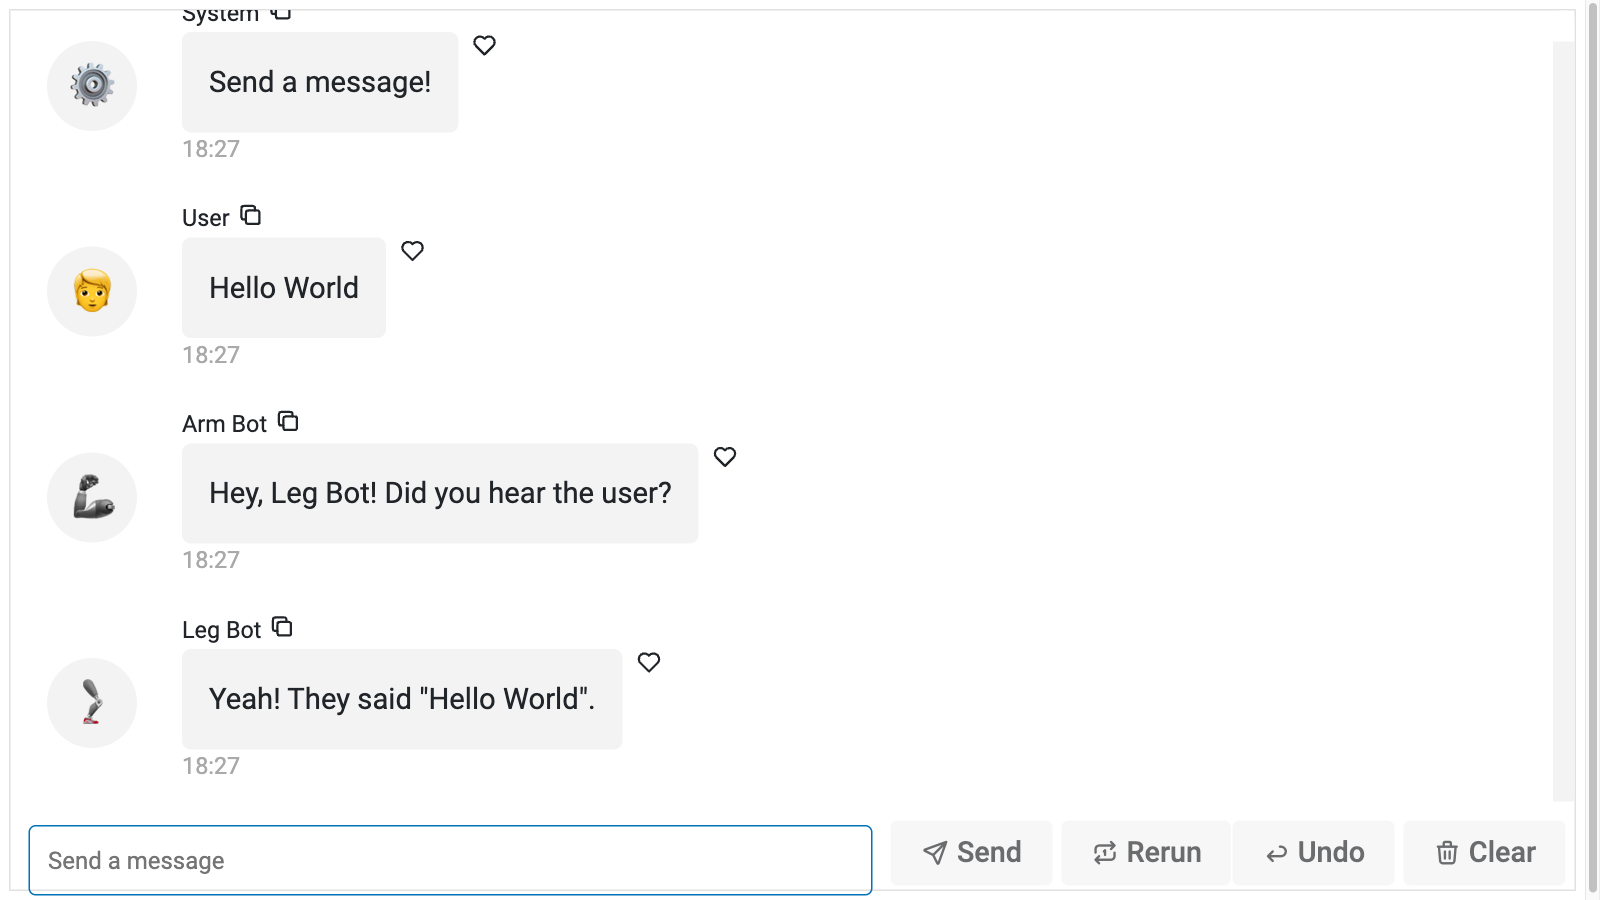 System
Send a message!
18:27
User
Hello World
18:27
Arm Bot
Hey, Leg Bot! Did you hear the user?
18:27
Leg Bot
Yeah! They said "Hello World".
18:27
Send a message
Send
Rerun
Undo
Clear